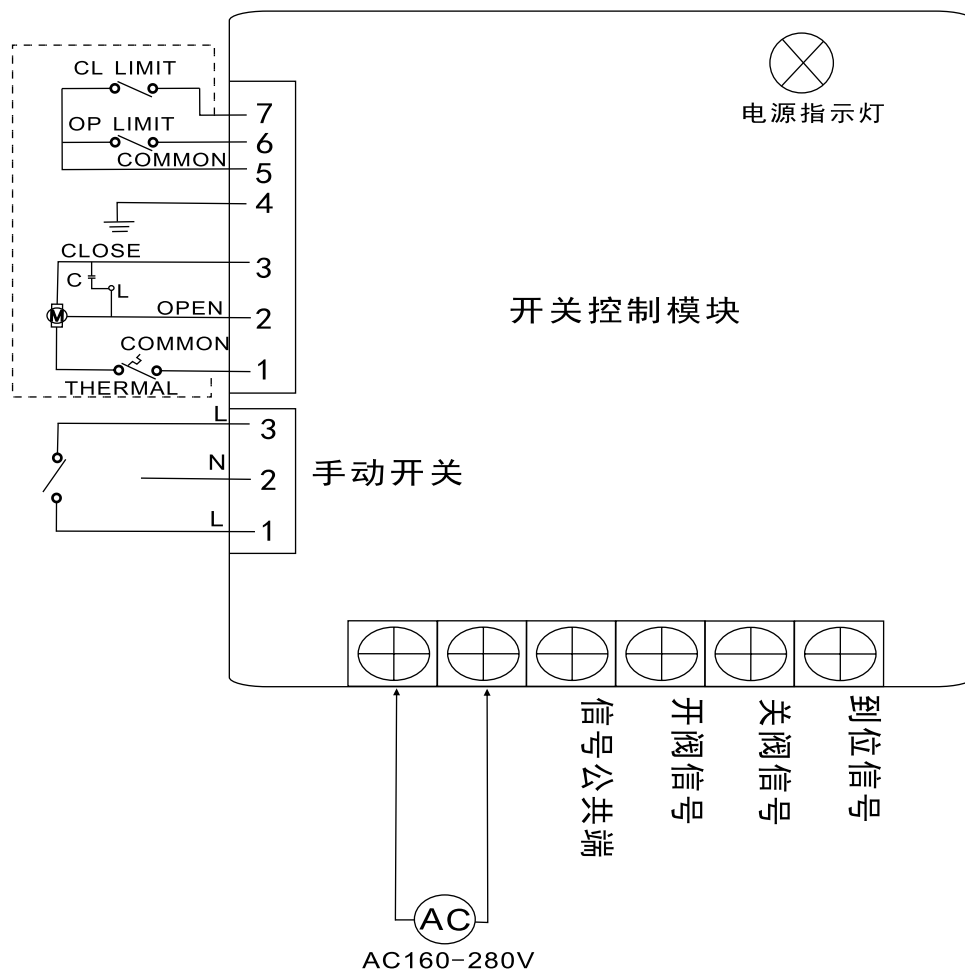 CL LIMIT
7
OP LIMIT
6
COMMON
5
4
CLOSE
3
C
L
OPEN
2
M
COMMON
1
THERMAL
L
3
N
2
L
1
手动开关
电源指示灯
开关控制模块
信号公共端
开阀信号
关阀信号
到位信号
AC
AC160-280V